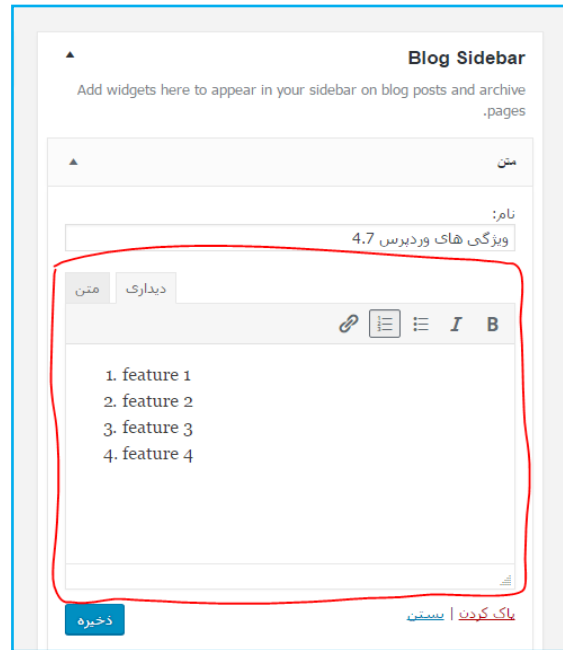 Blog Sidebar
Add widgets here to appear in your sidebar on blog posts and archive
pages.
متن
نام:
ویژگی های وردپرس 4.7
دیداری متن
B I
1. feature 1
2. feature 2
3. feature 3
4. feature 4
پاک کردن | بستن
ذخیره